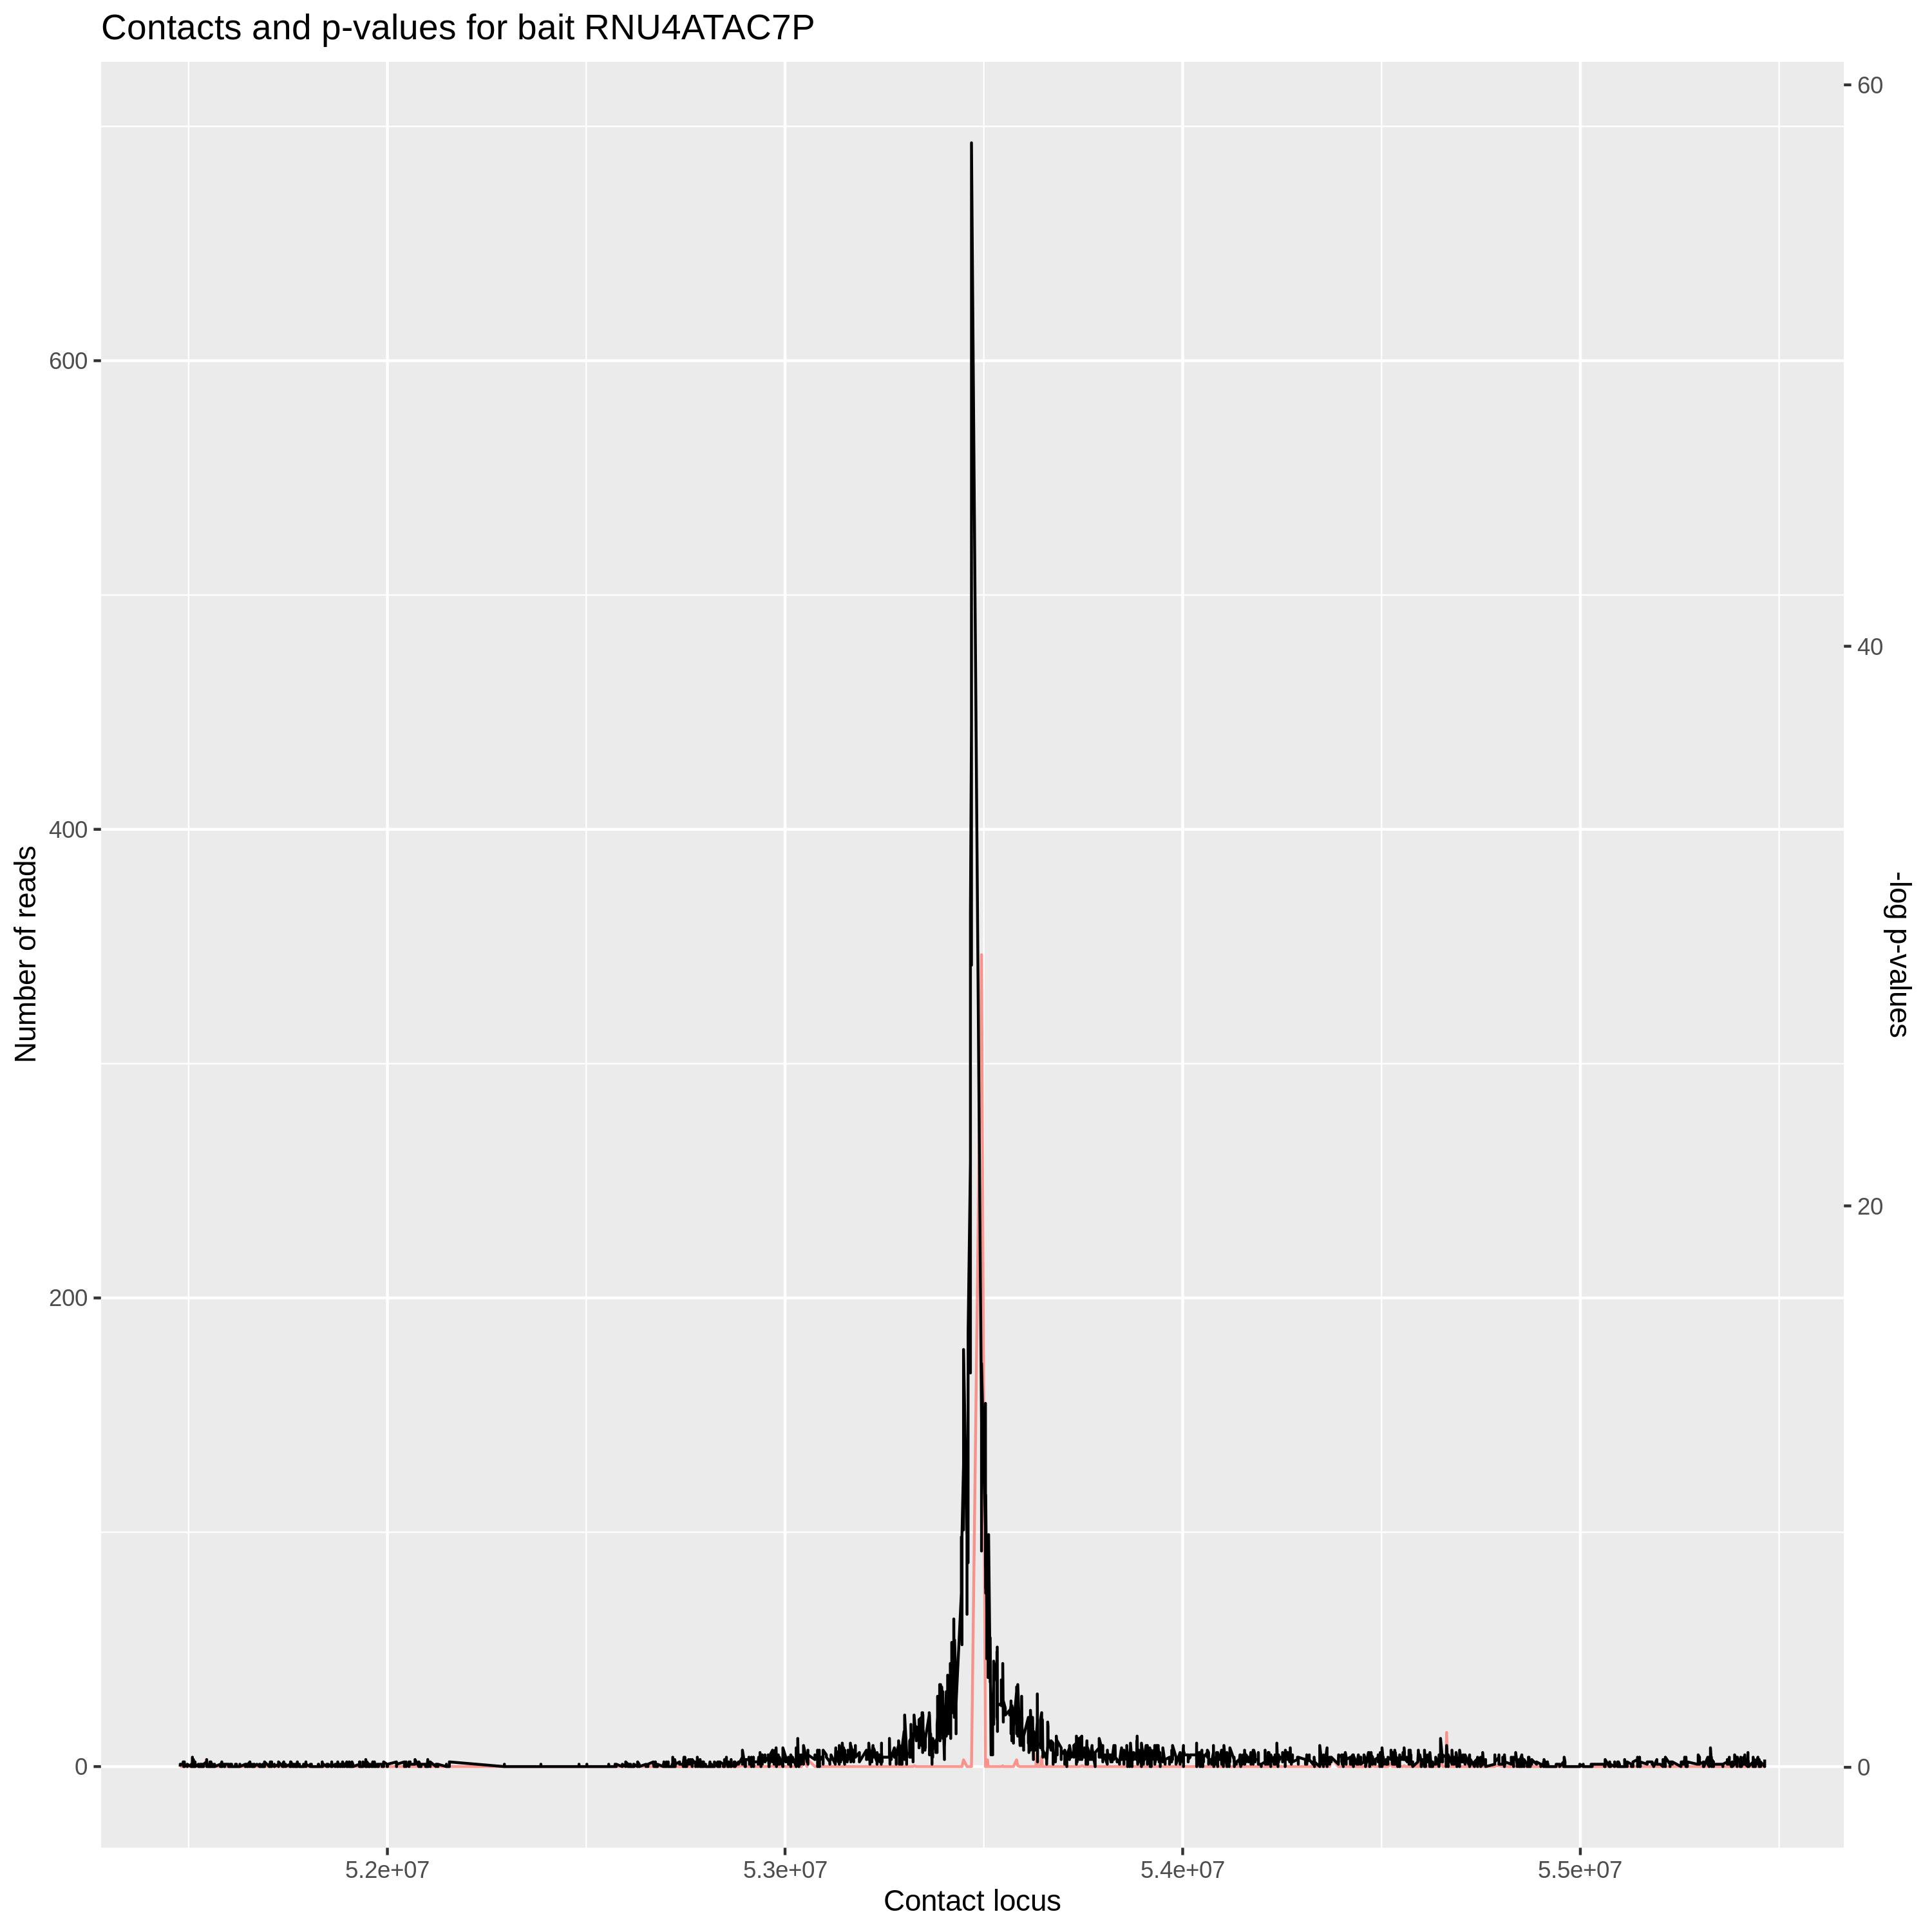 Contacts and p-values for bait RNU4ATAC7P
60
600
40
400
Number of reads
-log p-values
20
200
0
0
5.2e+07
5.3e+07
5.4e+07
5.5e+07
Contact locus